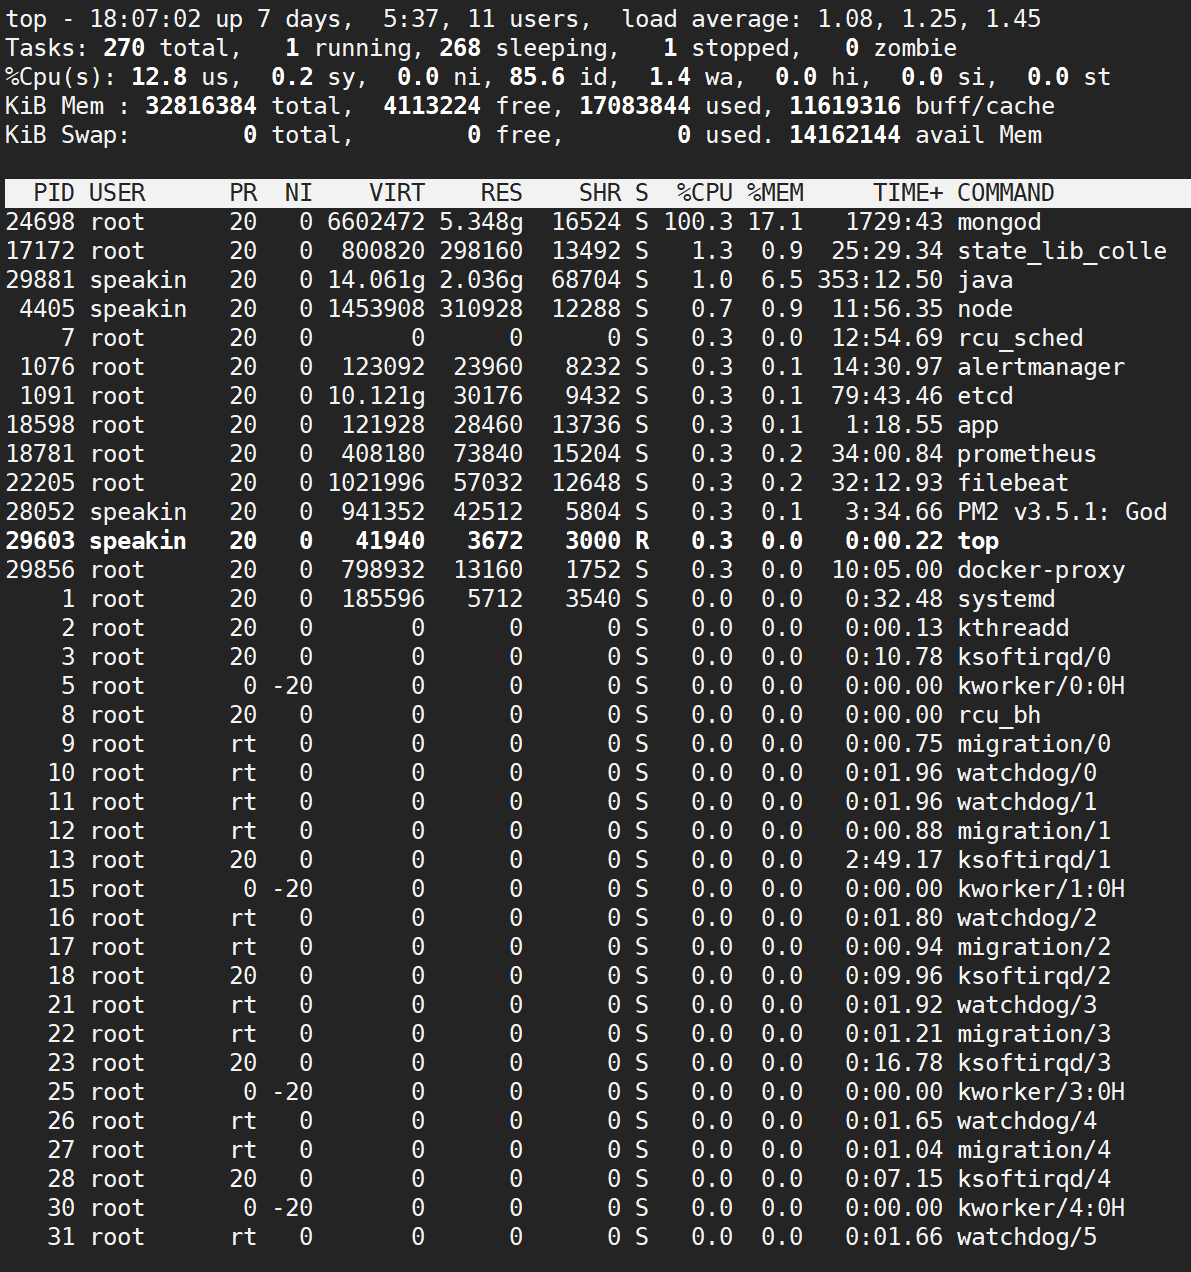 top - 18:07:02 up 7 days,  5:37, 11 users,  load average: 1.08, 1.25, 1.45
Tasks: 270 total,   1 running, 268 sleeping,   1 stopped,   0 zombie
%Cpu(s): 12.8 us,  0.2 sy,  0.0 ni, 85.6 id,  1.4 wa,  0.0 hi,  0.0 si,  0.0 st
KiB Mem : 32816384 total,  4113224 free, 17083844 used, 11619316 buff/cache
KiB Swap:        0 total,        0 free,        0 used. 14162144 avail Mem
  PID USER      PR  NI    VIRT    RES    SHR S  %CPU %MEM     TIME+ COMMAND
24698 root      20   0 6602472 5.348g  16524 S 100.3 17.1   1729:43 mongod
17172 root      20   0  800820 298160  13492 S   1.3  0.9  25:29.34 state_lib_colle
29881 speakin   20   0 14.061g 2.036g  68704 S   1.0  6.5 353:12.50 java
 4405 speakin   20   0 1453908 310928  12288 S   0.7  0.9  11:56.35 node
    7 root      20   0       0      0      0 S   0.3  0.0  12:54.69 rcu_sched
 1076 root      20   0  123092  23960   8232 S   0.3  0.1  14:30.97 alertmanager
 1091 root      20   0 10.121g  30176   9432 S   0.3  0.1  79:43.46 etcd
18598 root      20   0  121928  28460  13736 S   0.3  0.1   1:18.55 app
18781 root      20   0  408180  73840  15204 S   0.3  0.2  34:00.84 prometheus
22205 root      20   0 1021996  57032  12648 S   0.3  0.2  32:12.93 filebeat
28052 speakin   20   0  941352  42512   5804 S   0.3  0.1   3:34.66 PM2 v3.5.1: God
29603 speakin   20   0   41940   3672   3000 R   0.3  0.0   0:00.22 top
29856 root      20   0  798932  13160   1752 S   0.3  0.0  10:05.00 docker-proxy
    1 root      20   0  185596   5712   3540 S   0.0  0.0   0:32.48 systemd
    2 root      20   0       0      0      0 S   0.0  0.0   0:00.13 kthreadd
    3 root      20   0       0      0      0 S   0.0  0.0   0:10.78 ksoftirqd/0
    5 root       0 -20       0      0      0 S   0.0  0.0   0:00.00 kworker/0:0H
    8 root      20   0       0      0      0 S   0.0  0.0   0:00.00 rcu_bh
    9 root      rt   0       0      0      0 S   0.0  0.0   0:00.75 migration/0
   10 root      rt   0       0      0      0 S   0.0  0.0   0:01.96 watchdog/0
   11 root      rt   0       0      0      0 S   0.0  0.0   0:01.96 watchdog/1
   12 root      rt   0       0      0      0 S   0.0  0.0   0:00.88 migration/1
   13 root      20   0       0      0      0 S   0.0  0.0   2:49.17 ksoftirqd/1
   15 root       0 -20       0      0      0 S   0.0  0.0   0:00.00 kworker/1:0H
   16 root      rt   0       0      0      0 S   0.0  0.0   0:01.80 watchdog/2
   17 root      rt   0       0      0      0 S   0.0  0.0   0:00.94 migration/2
   18 root      20   0       0      0      0 S   0.0  0.0   0:09.96 ksoftirqd/2
   21 root      rt   0       0      0      0 S   0.0  0.0   0:01.92 watchdog/3
   22 root      rt   0       0      0      0 S   0.0  0.0   0:01.21 migration/3
   23 root      20   0       0      0      0 S   0.0  0.0   0:16.78 ksoftirqd/3
   25 root       0 -20       0      0      0 S   0.0  0.0   0:00.00 kworker/3:0H
   26 root      rt   0       0      0      0 S   0.0  0.0   0:01.65 watchdog/4
   27 root      rt   0       0      0      0 S   0.0  0.0   0:01.04 migration/4
   28 root      20   0       0      0      0 S   0.0  0.0   0:07.15 ksoftirqd/4
   30 root       0 -20       0      0      0 S   0.0  0.0   0:00.00 kworker/4:0H
   31 root      rt   0       0      0      0 S   0.0  0.0   0:01.66 watchdog/5